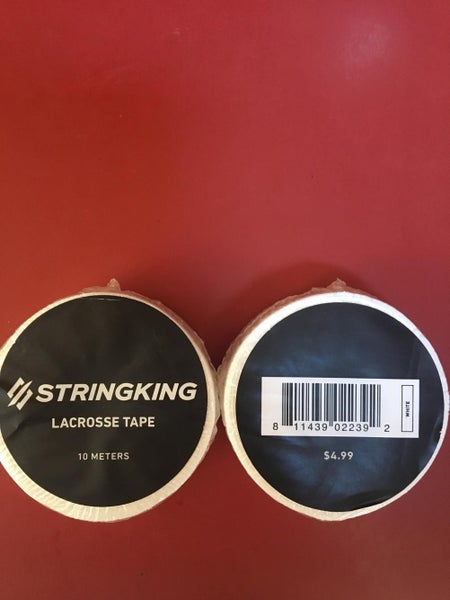 STRINGKING
LACROSSE TAPE
10 METERS
WHITE
8 11439 02239 2
$4.99